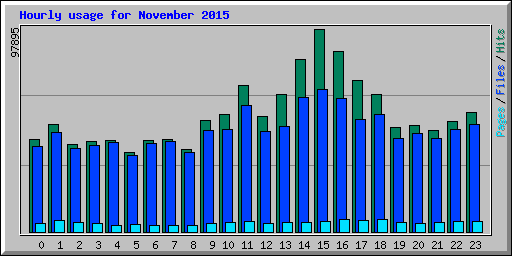 Hourly usage for November 2015
97895
Pages/Files/Hits
0 1 2 3 4 5 6 7 8 9 10 11 12 13 14 15 16 17 18 19 20 21 22 23